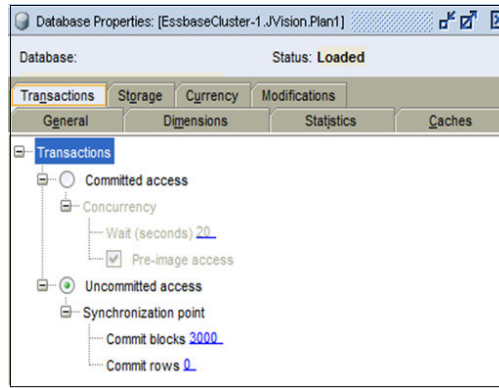 Database Properties: [EssbaseCluster-1.JVision.Plan1]
Database: Status: Loaded
Transactions Storage Currency Modifications
General Dimensions Statistics Caches
Transactions
Committed access
Concurrency
Wait (seconds) 20
Pre-image access
Uncommitted access
Synchronization point
Commit blocks 3000
Commit rows 0